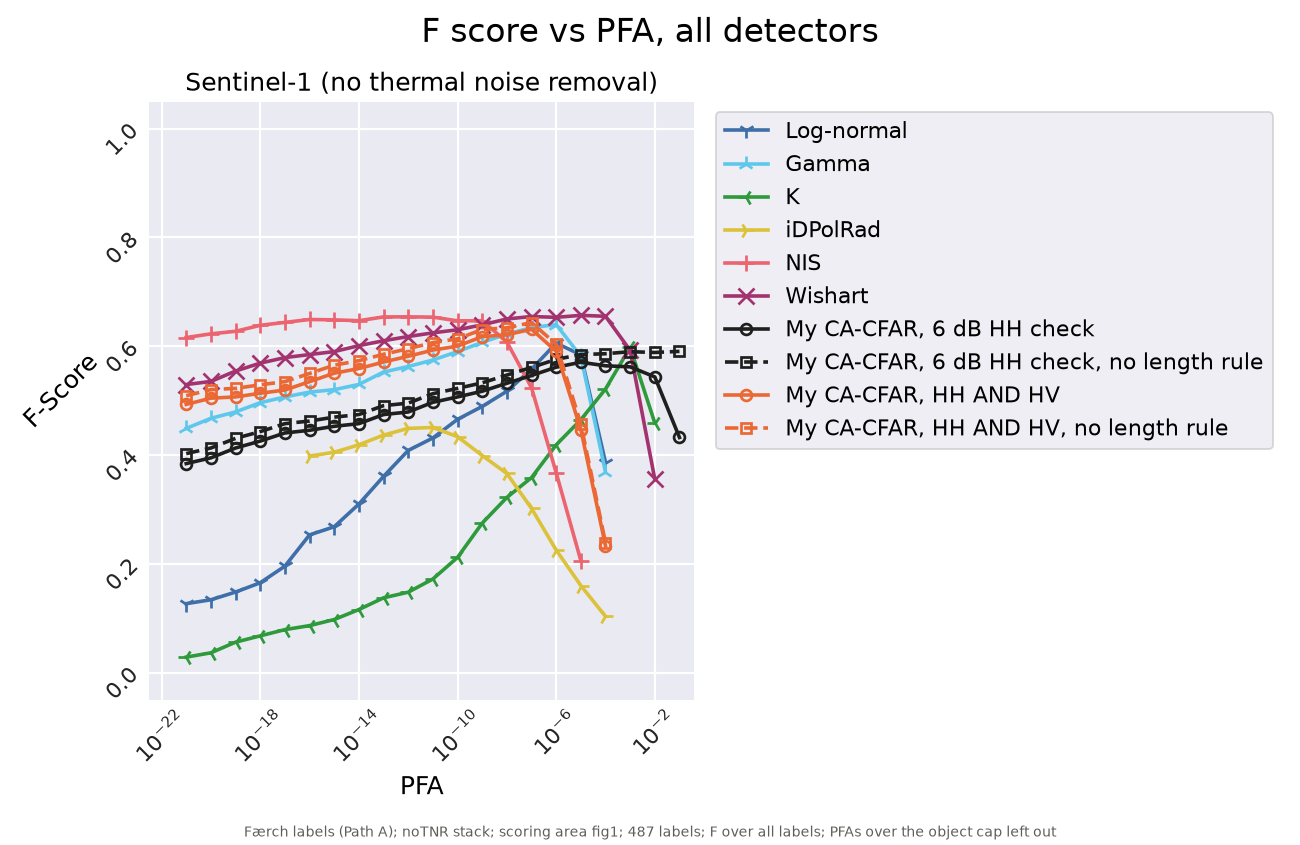 F score vs PFA, all detectors
Sentinel-1 (no thermal noise removal)
1.0
0.8
0.6
0.4
0.2
0.0
F-Score
10⁻²²
10⁻¹⁸
10⁻¹⁴
10⁻¹⁰
10⁻⁶
10⁻²
PFA
Log-normal
Gamma
K
iDPolRad
NIS
Wishart
My CA-CFAR, 6 dB HH check
My CA-CFAR, 6 dB HH check, no length rule
My CA-CFAR, HH AND HV
My CA-CFAR, HH AND HV, no length rule
Færch labels (Path A); noTNR stack; scoring area fig1; 487 labels; F over all labels; PFAs over the object cap left out